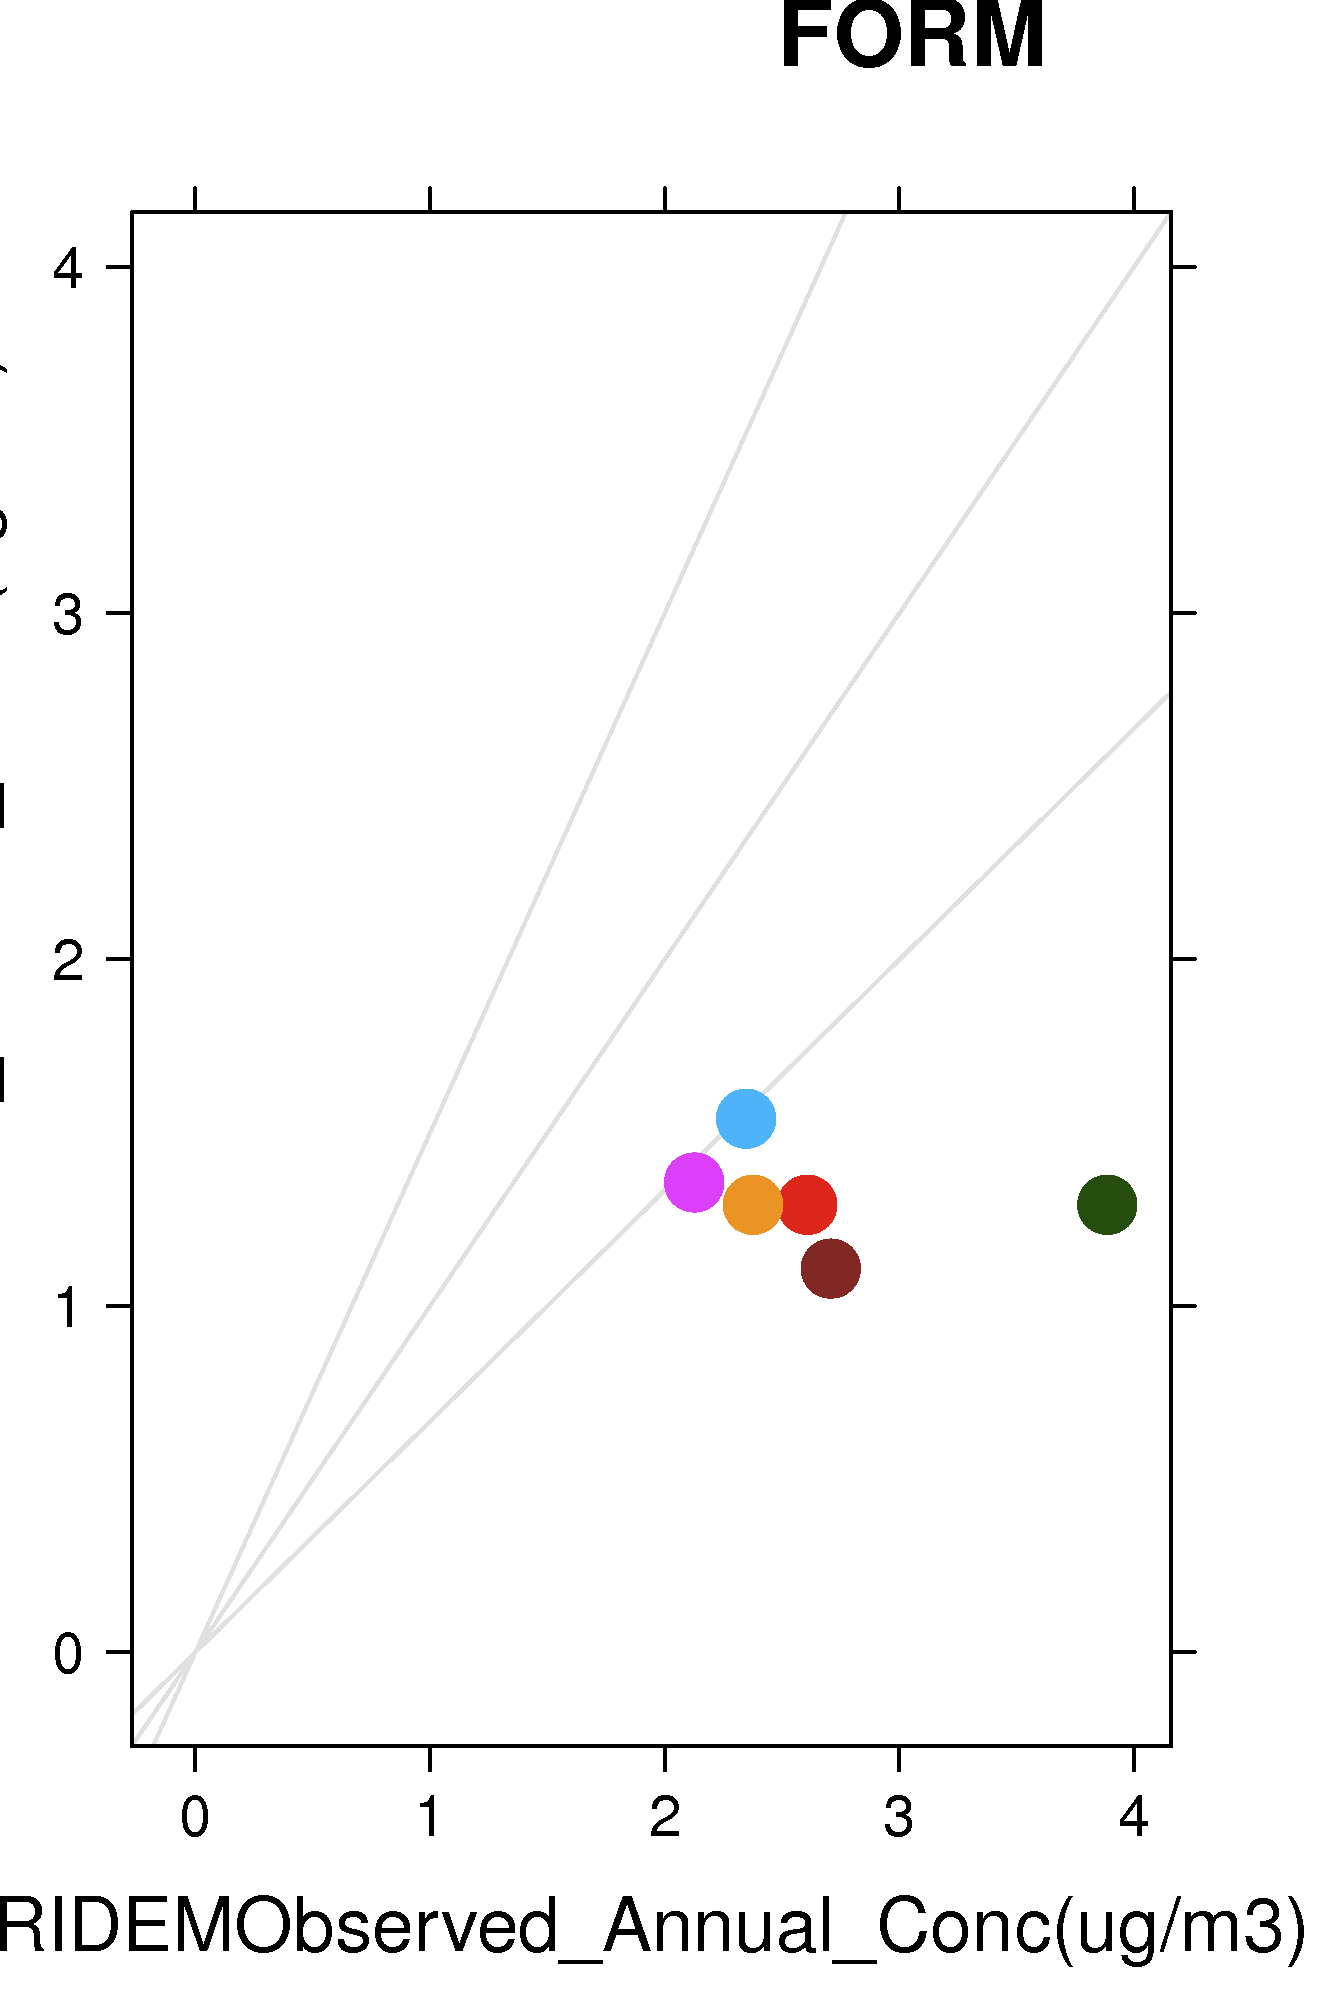 FORM
4
3
2
1
0
0 1 2 3 4
RIDEMObserved_Annual_Conc(ug/m3)